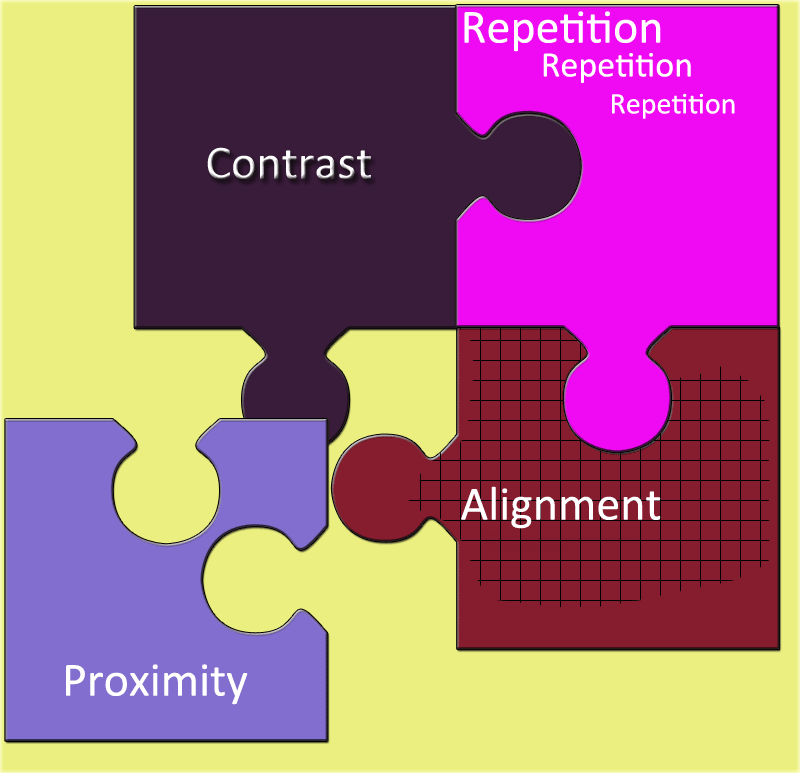 Repetition
Repetition
Repetition
Contrast
Alignment
Proximity